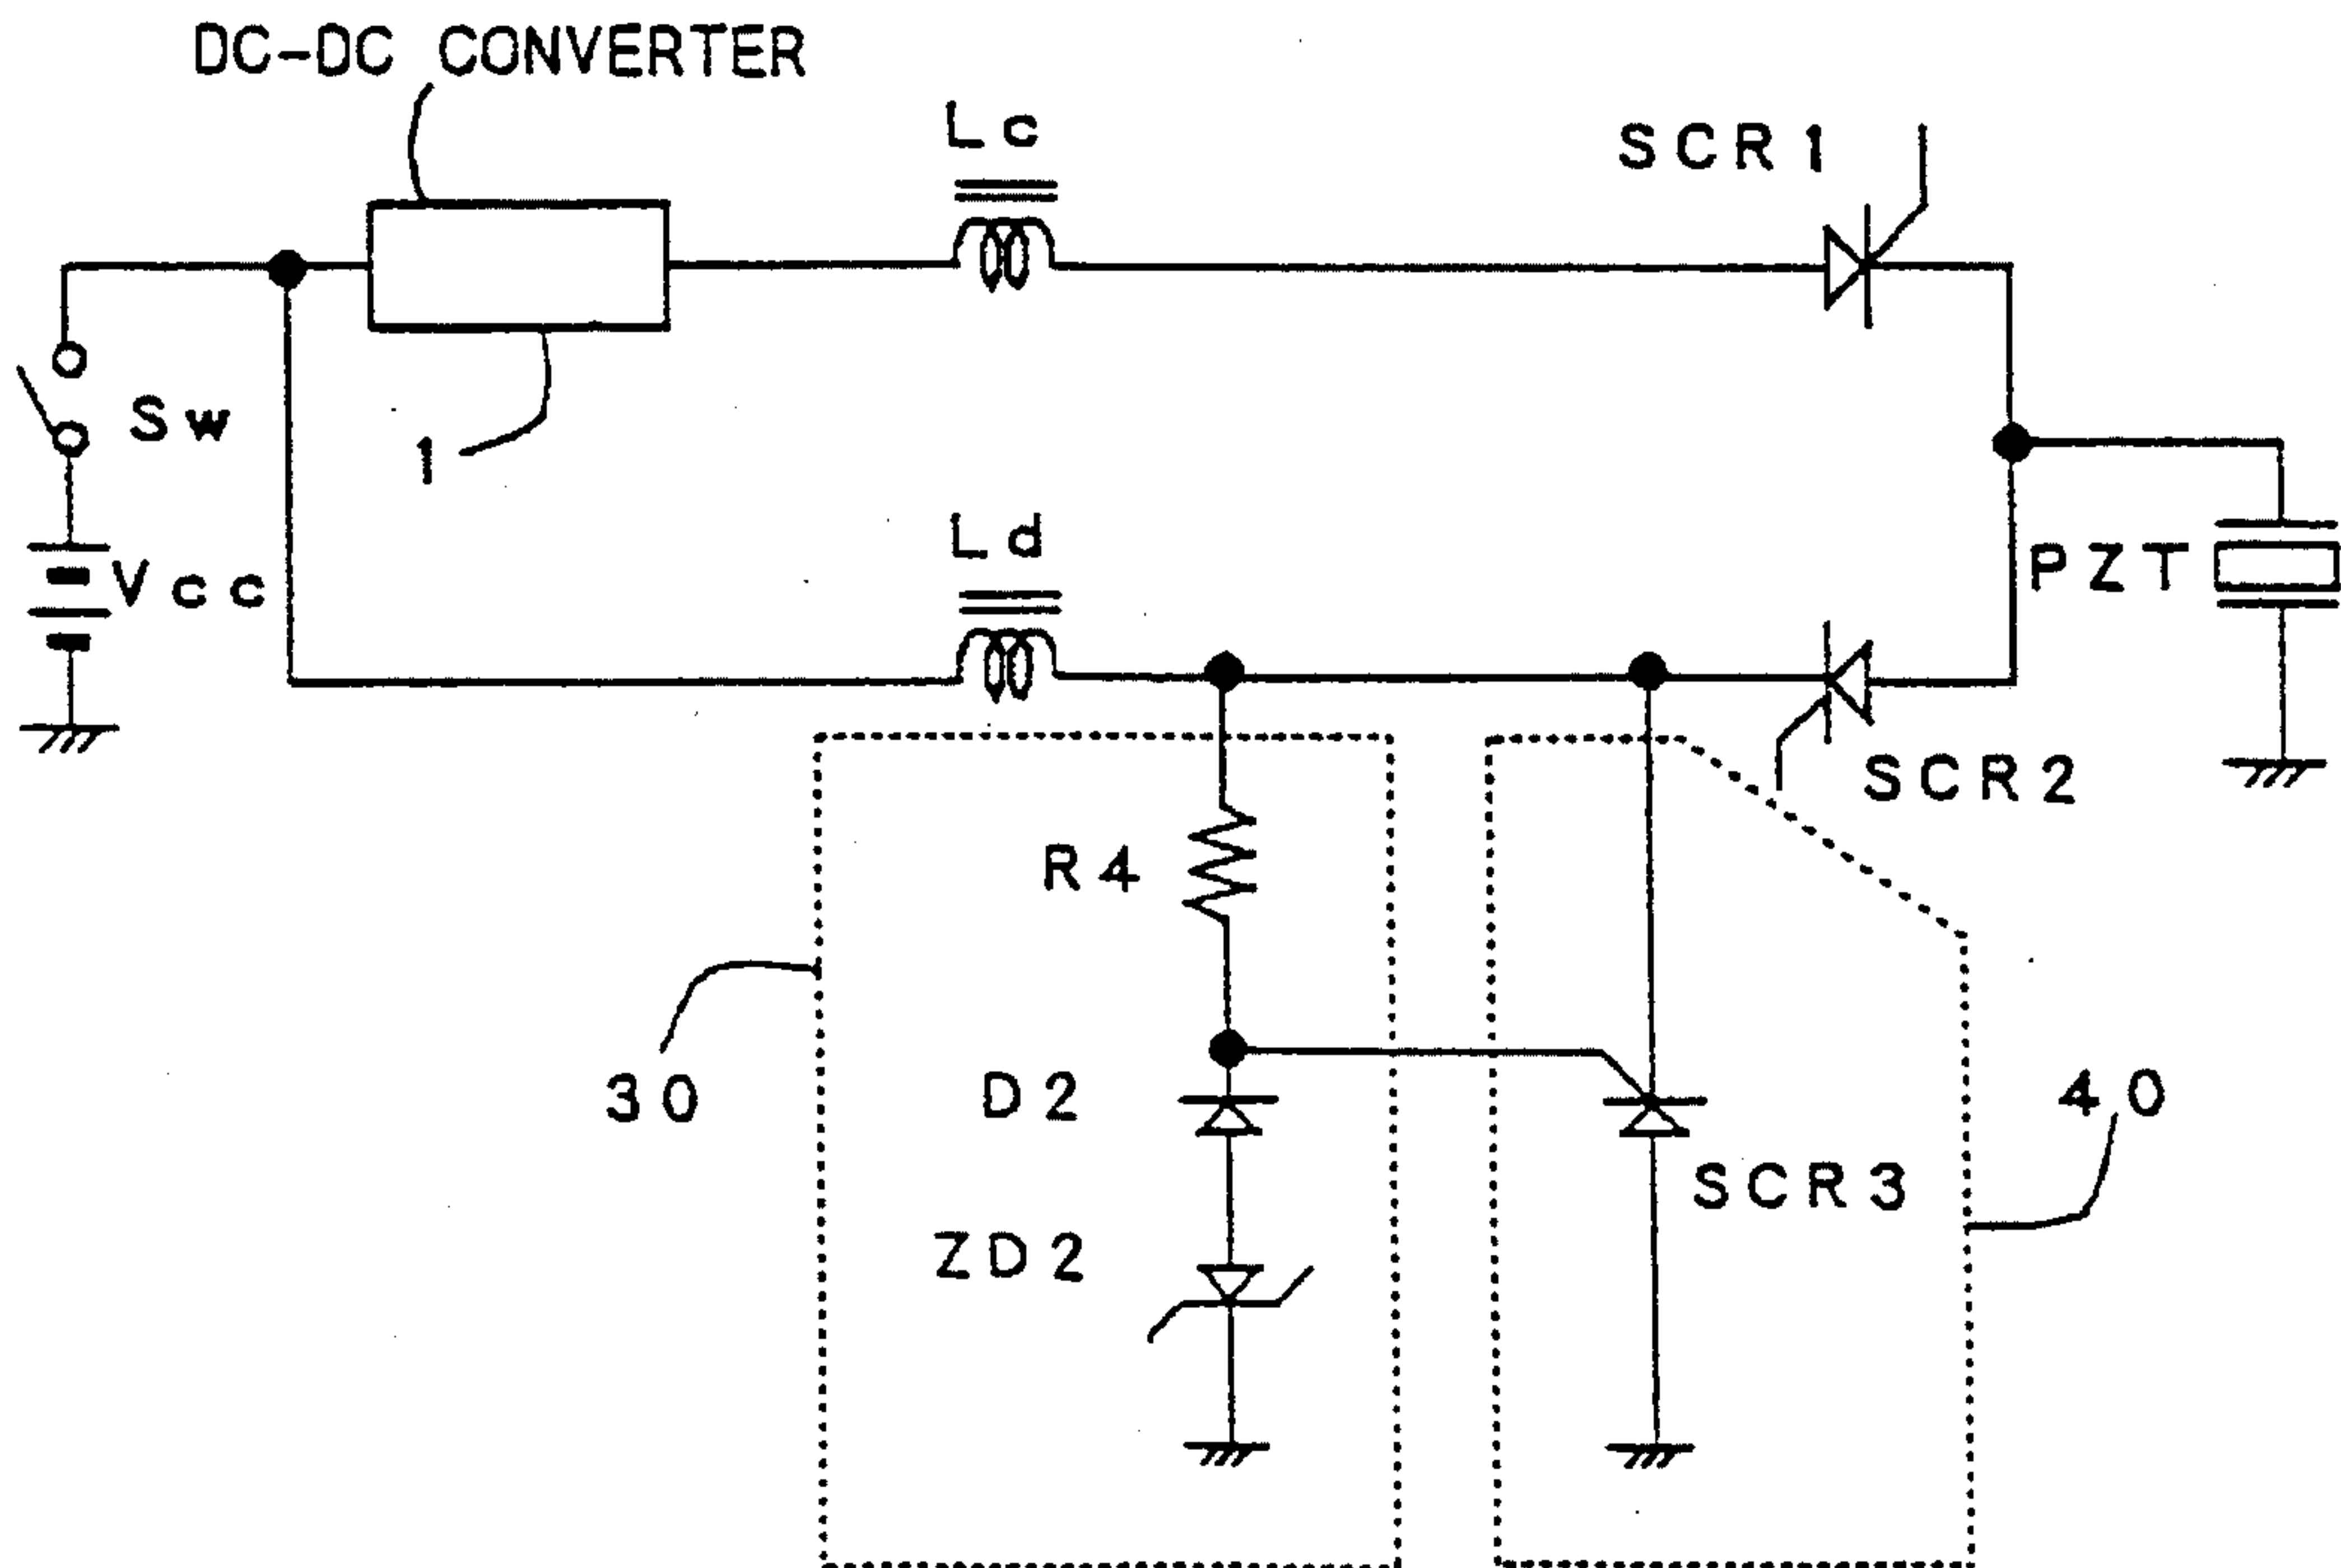 DC-DC CONVERTER
Lc
SCR1
Sw
1
Vcc
Ld
PZT
SCR2
R4
30
D2
40
SCR3
ZD2